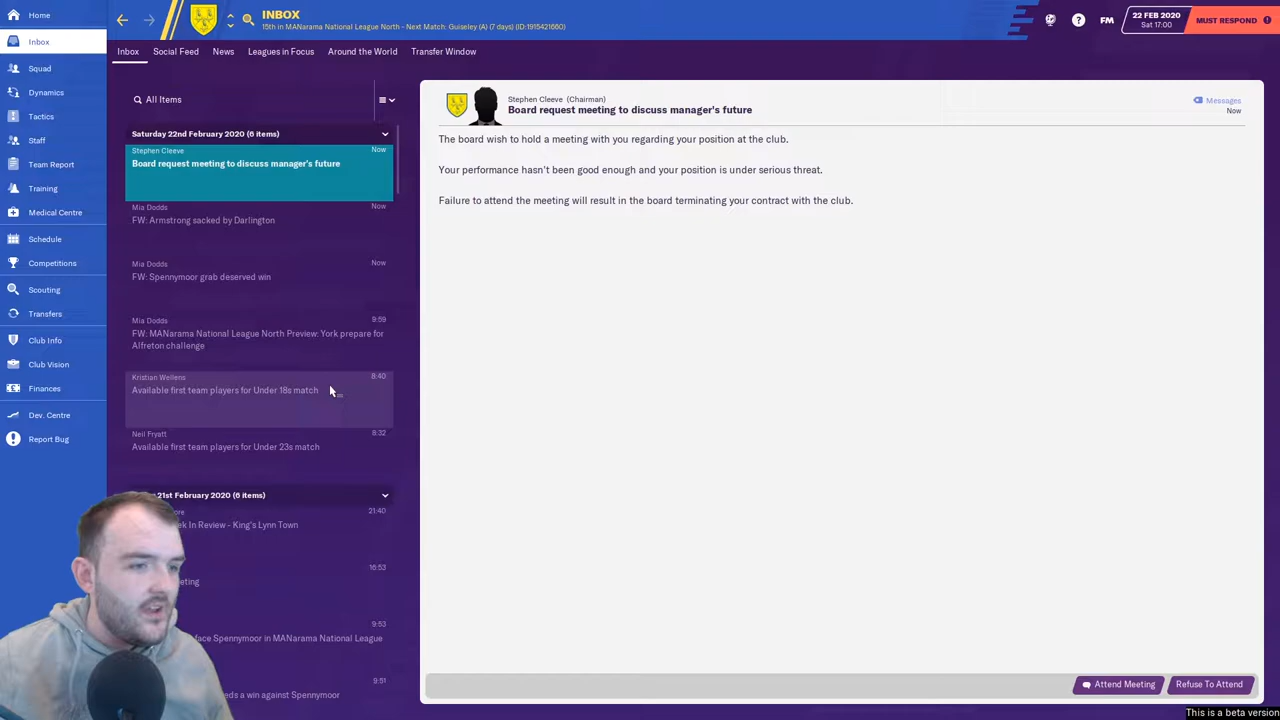 Home
Inbox
Squad
Dynamics
Tactics
Staff
Team Report
Training
Medical Centre
Schedule
Competitions
Scouting
Transfers
Club Info
Club Vision
Finances
Dev. Centre
Report Bug
INBOX
15th in MANarama National League North - Next Match: Guiseley (A) (7 days) (ID:1915421660)
?
FM
22 FEB 2020
Sat 17:00
MUST RESPOND
Inbox
Social Feed
News
Leagues in Focus
Around the World
Transfer Window
All Items
Saturday 22nd February 2020 (6 items)
Stephen Cleeve
Now
Board request meeting to discuss manager's future
Mia Dodds
Now
FW: Armstrong sacked by Darlington
Mia Dodds
Now
FW: Spennymoor grab deserved win
Mia Dodds
9:59
FW: MANarama National League North Preview: York prepare for
Alfreton challenge
Kristian Wellens
8:40
Available first team players for Under 18s match
Neil Fryatt
8:32
Available first team players for Under 23s match
21st February 2020 (6 items)
21:40
In Review - King's Lynn Town
16:53
9:53
face Spennymoor in MANarama National League
9:51
a win against Spennymoor
Stephen Cleeve (Chairman)
Board request meeting to discuss manager's future
Messages
Now
The board wish to hold a meeting with you regarding your position at the club.
Your performance hasn't been good enough and your position is under serious threat.
Failure to attend the meeting will result in the board terminating your contract with the club.
Attend Meeting
Refuse To Attend
This is a beta version